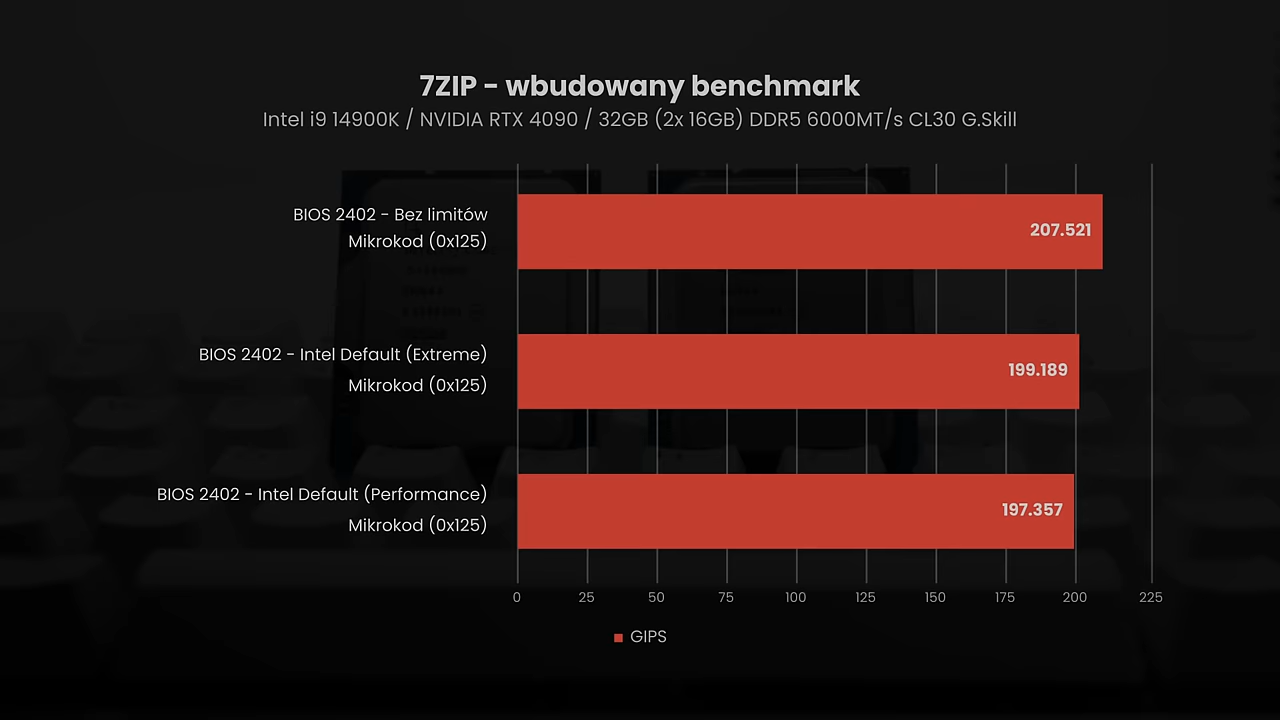 7ZIP - wbudowany benchmark
Intel i9 14900K / NVIDIA RTX 4090 / 32GB (2x 16GB) DDR5 6000MT/s CL30 G.Skill
BIOS 2402 - Bez limitów
Mikrokod (0x125)
207.521
BIOS 2402 - Intel Default (Extreme)
Mikrokod (0x125)
199.189
BIOS 2402 - Intel Default (Performance)
Mikrokod (0x125)
197.357
0 25 50 75 100 125 150 175 200 225
GIPS